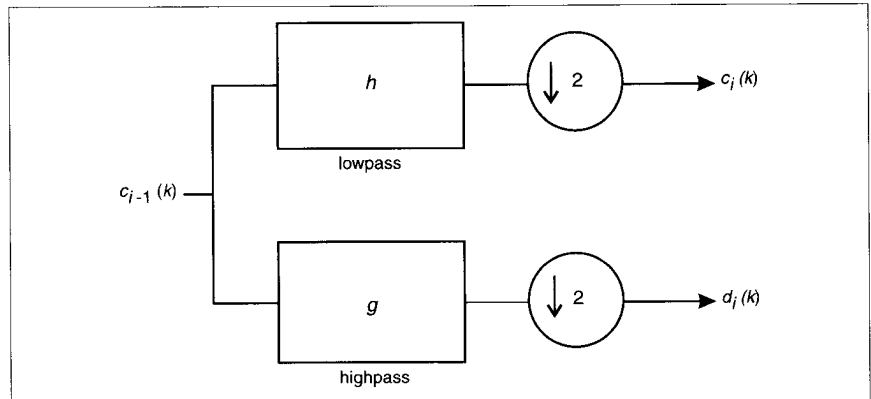 h
↓ 2
c_i (k)
lowpass
c_{i-1} (k)
g
↓ 2
d_i (k)
highpass